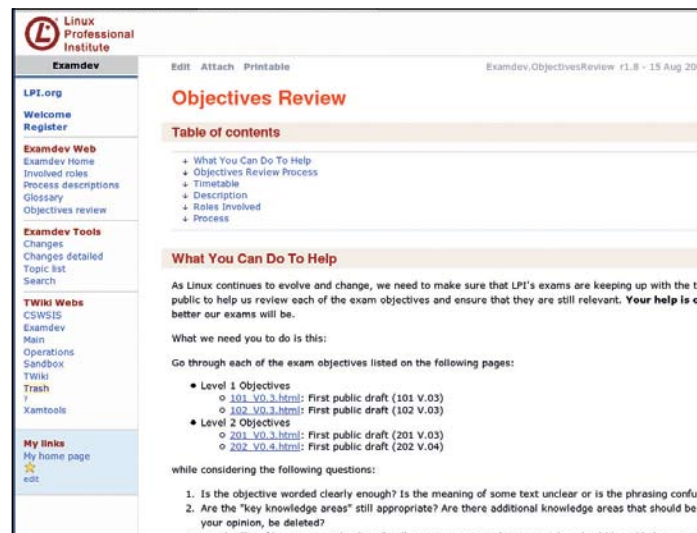 Linux
Professional
Institute
Examdev
Edit Attach Printable
Examdev.ObjectivesReview r1.8 - 15 Aug
LPI.org
Welcome
Register
Examdev Web
Examdev Home
Involved roles
Process descriptions
Glossary
Objectives review
Examdev Tools
Changes
Changes detailed
Topic list
Search
TWiki Webs
CSWSIS
Examdev
Main
Operations
Sandbox
TWiki
Trash
?
Xamtools
My links
My home page
edit
Objectives Review
Table of contents
↓ What You Can Do To Help
↓ Objectives Review Process
↓ Timetable
↓ Description
↓ Roles Involved
↓ Process
What You Can Do To Help
As Linux continues to evolve and change, we need to make sure that LPI's exams are keeping up with the
public to help us review each of the exam objectives and ensure that they are still relevant. Your help is
better our exams will be.
What we need you to do is this:
Go through each of the exam objectives listed on the following pages:
• Level 1 Objectives
o 101_V0.3.html: First public draft (101 V.03)
o 102_V0.3.html: First public draft (102 V.03)
• Level 2 Objectives
o 201_V0.3.html: First public draft (201 V.03)
o 202_V0.4.html: First public draft (202 V.04)
while considering the following questions:
1. Is the objective worded clearly enough? Is the meaning of some text unclear or is the phrasing
2. Are the "key knowledge areas" still appropriate? Are there additional knowledge areas that should be
your opinion, be deleted?